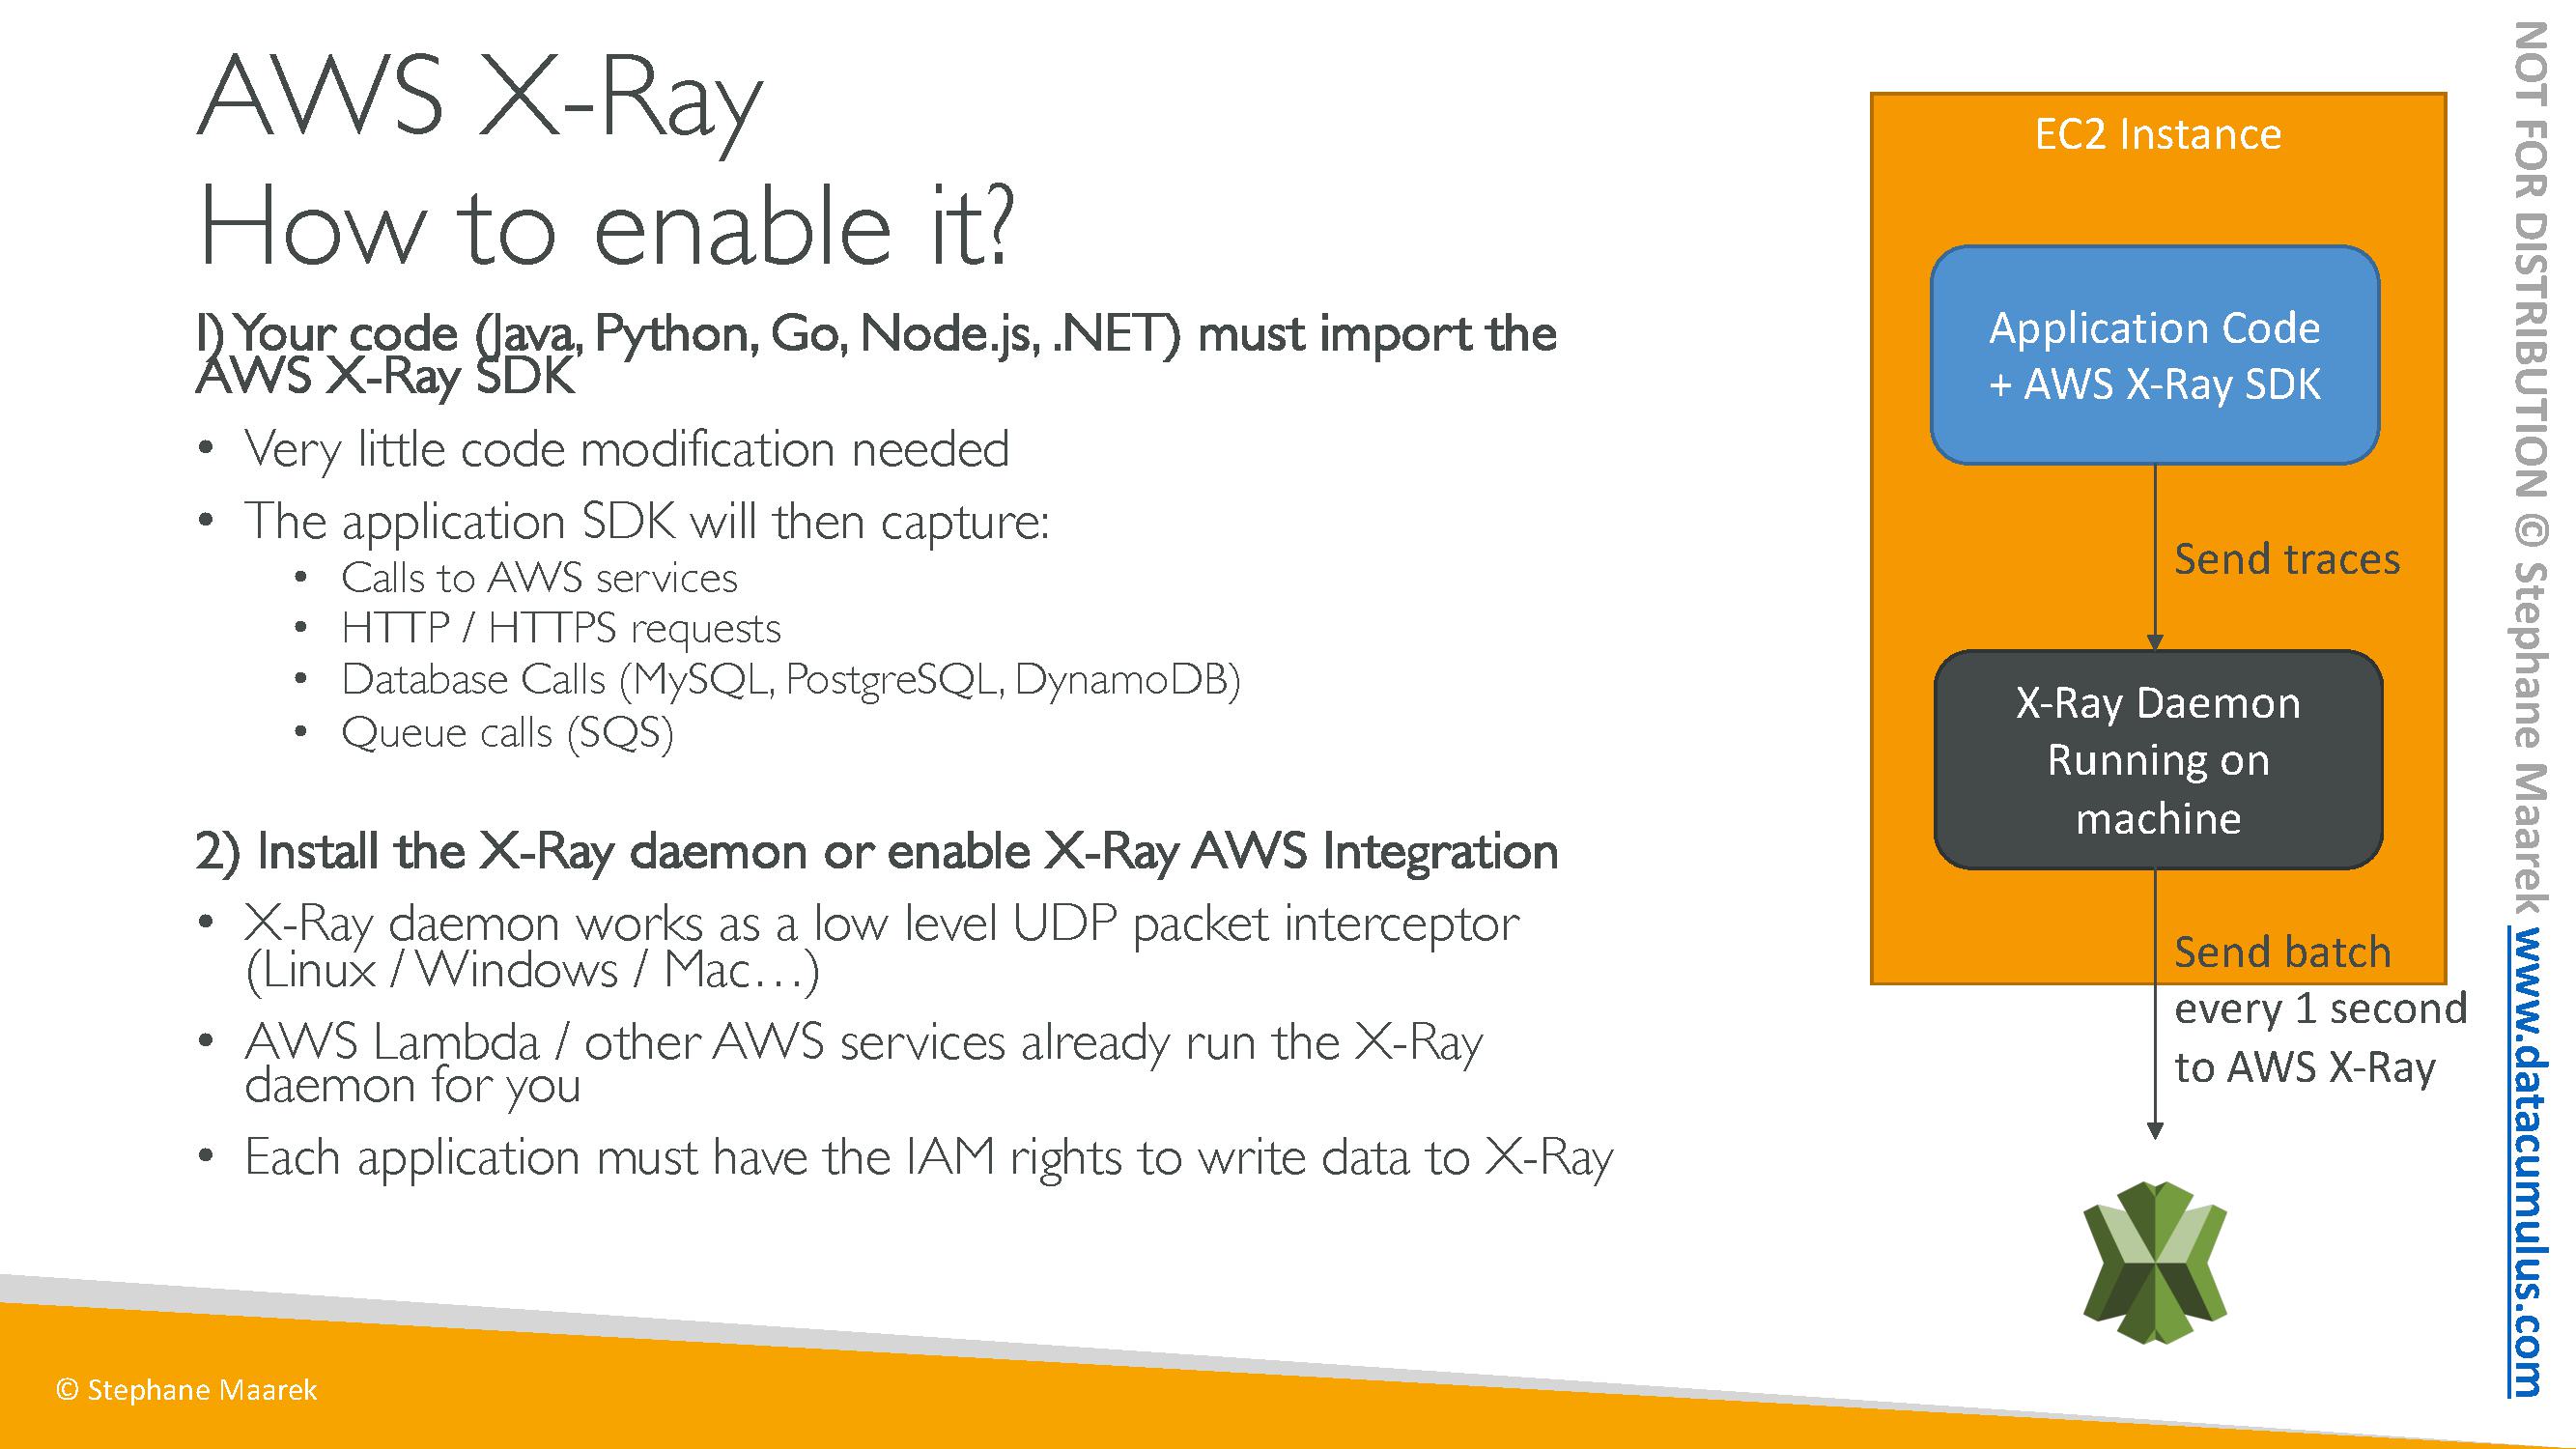 AWS X-Ray
How to enable it?
1) Your code (Java, Python, Go, Node.js, .NET) must import the
AWS X-Ray SDK
• Very little code modification needed
• The application SDK will then capture:
• Calls to AWS services
• HTTP / HTTPS requests
• Database Calls (MySQL, PostgreSQL, DynamoDB)
• Queue calls (SQS)
2) Install the X-Ray daemon or enable X-Ray AWS Integration
• X-Ray daemon works as a low level UDP packet interceptor
(Linux / Windows / Mac…)
• AWS Lambda / other AWS services already run the X-Ray
daemon for you
• Each application must have the IAM rights to write data to X-Ray
EC2 Instance
Application Code
+ AWS X-Ray SDK
Send traces
X-Ray Daemon
Running on
machine
Send batch
every 1 second
to AWS X-Ray
© Stephane Maarek
NOT FOR DISTRIBUTION © Stephane Maarek www.datacumulus.com